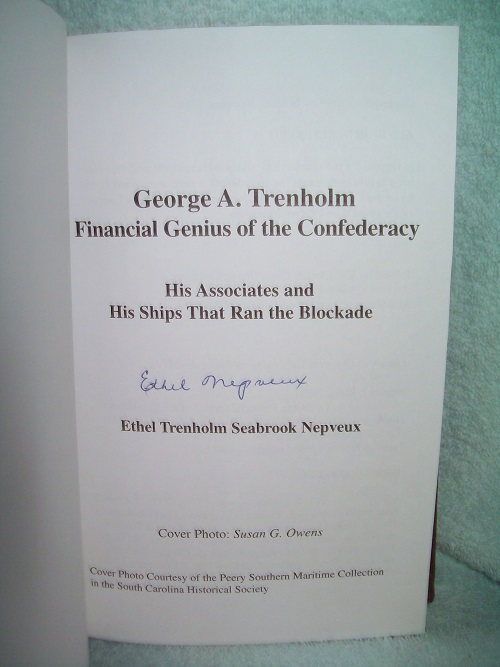 George A. Trenholm
Financial Genius of the Confederacy
His Associates and
His Ships That Ran the Blockade
Ethel Nepveux
Ethel Trenholm Seabrook Nepveux
Cover Photo: Susan G. Owens
Cover Photo Courtesy of the Peery Southern Maritime Collection
in the South Carolina Historical Society